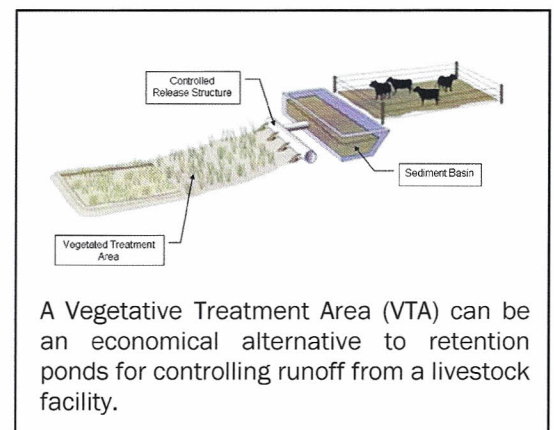 Controlled
Release Structure
Sediment Basin
Vegetated Treatment
Area
A Vegetative Treatment Area (VTA) can be
an economical alternative to retention
ponds for controlling runoff from a livestock
facility.